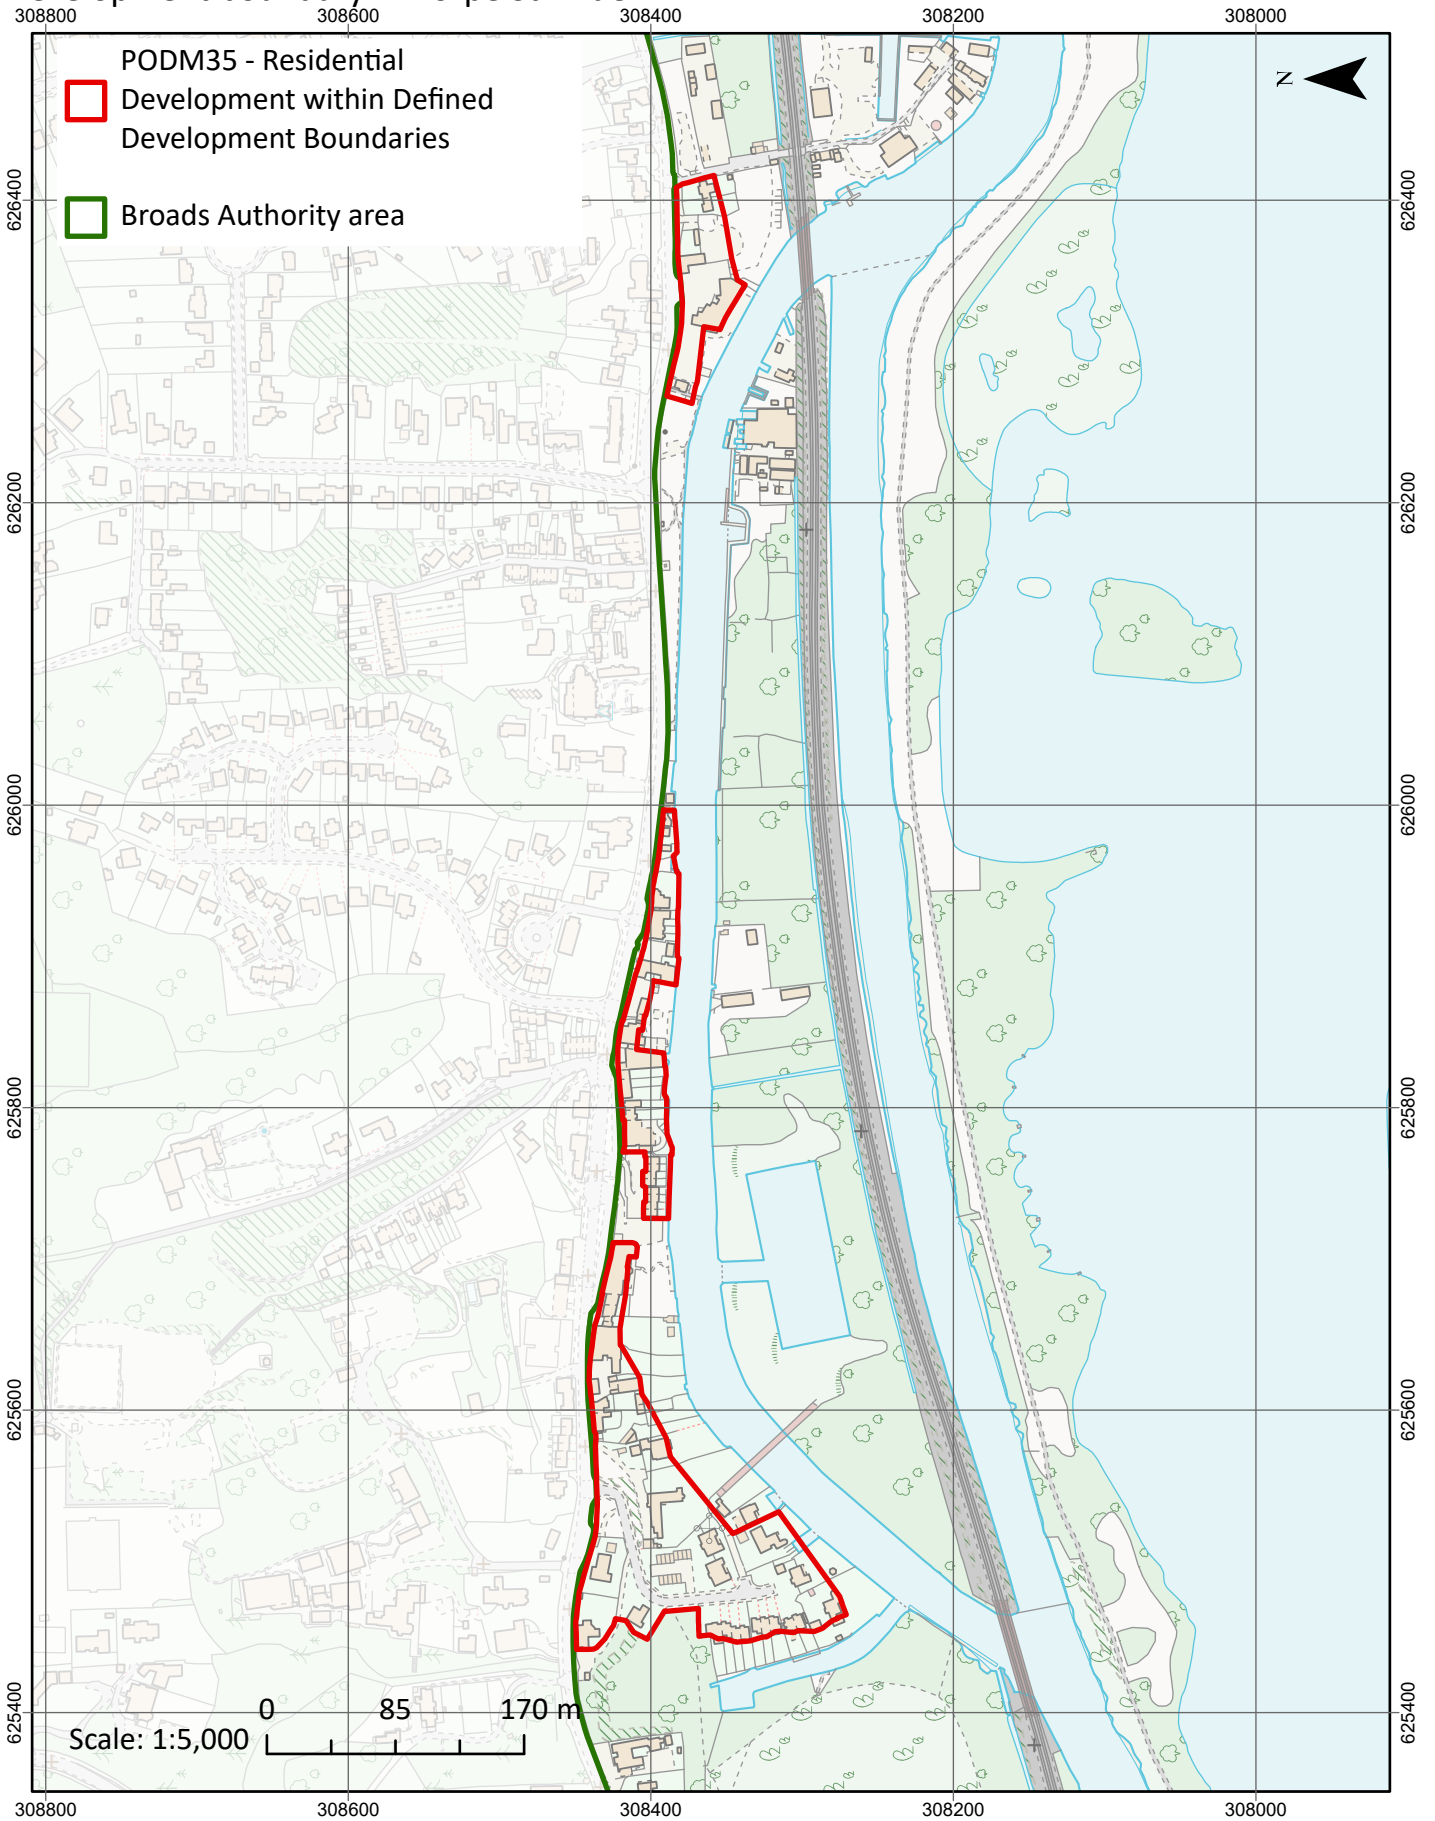 308800 308600 308400 308200 308000
PODM35 - Residential
Development within Defined
Development Boundaries
Broads Authority area
N
626400 626400
626200 626200
626000 626000
625800 625800
625600 625600
625400 625400
0 85 170 m
Scale: 1:5,000
308800 308600 308400 308200 308000